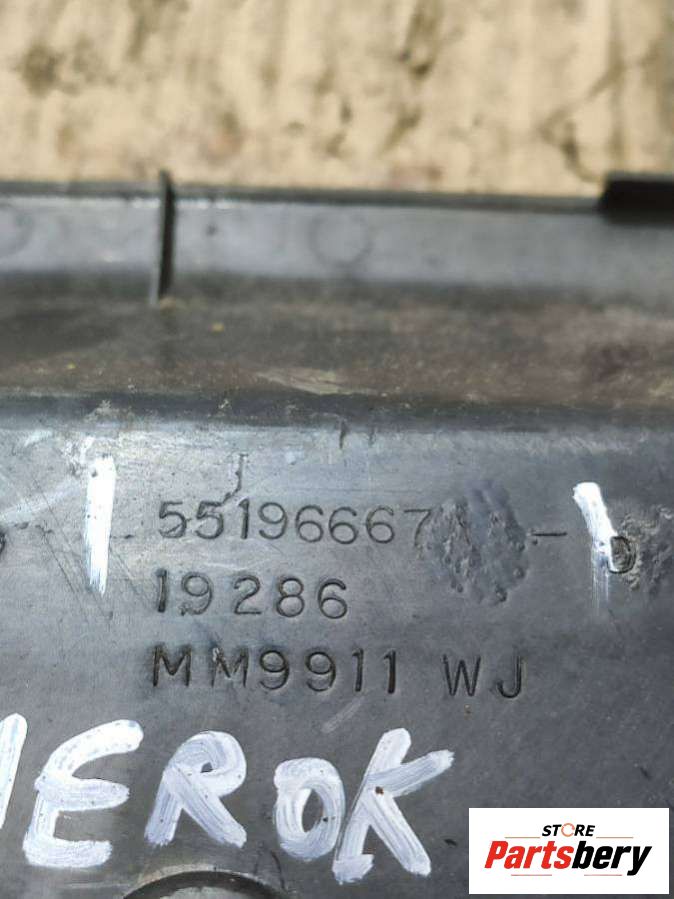 55196667
19286
MM9911 WJ
EROK
STORE
Partsbery